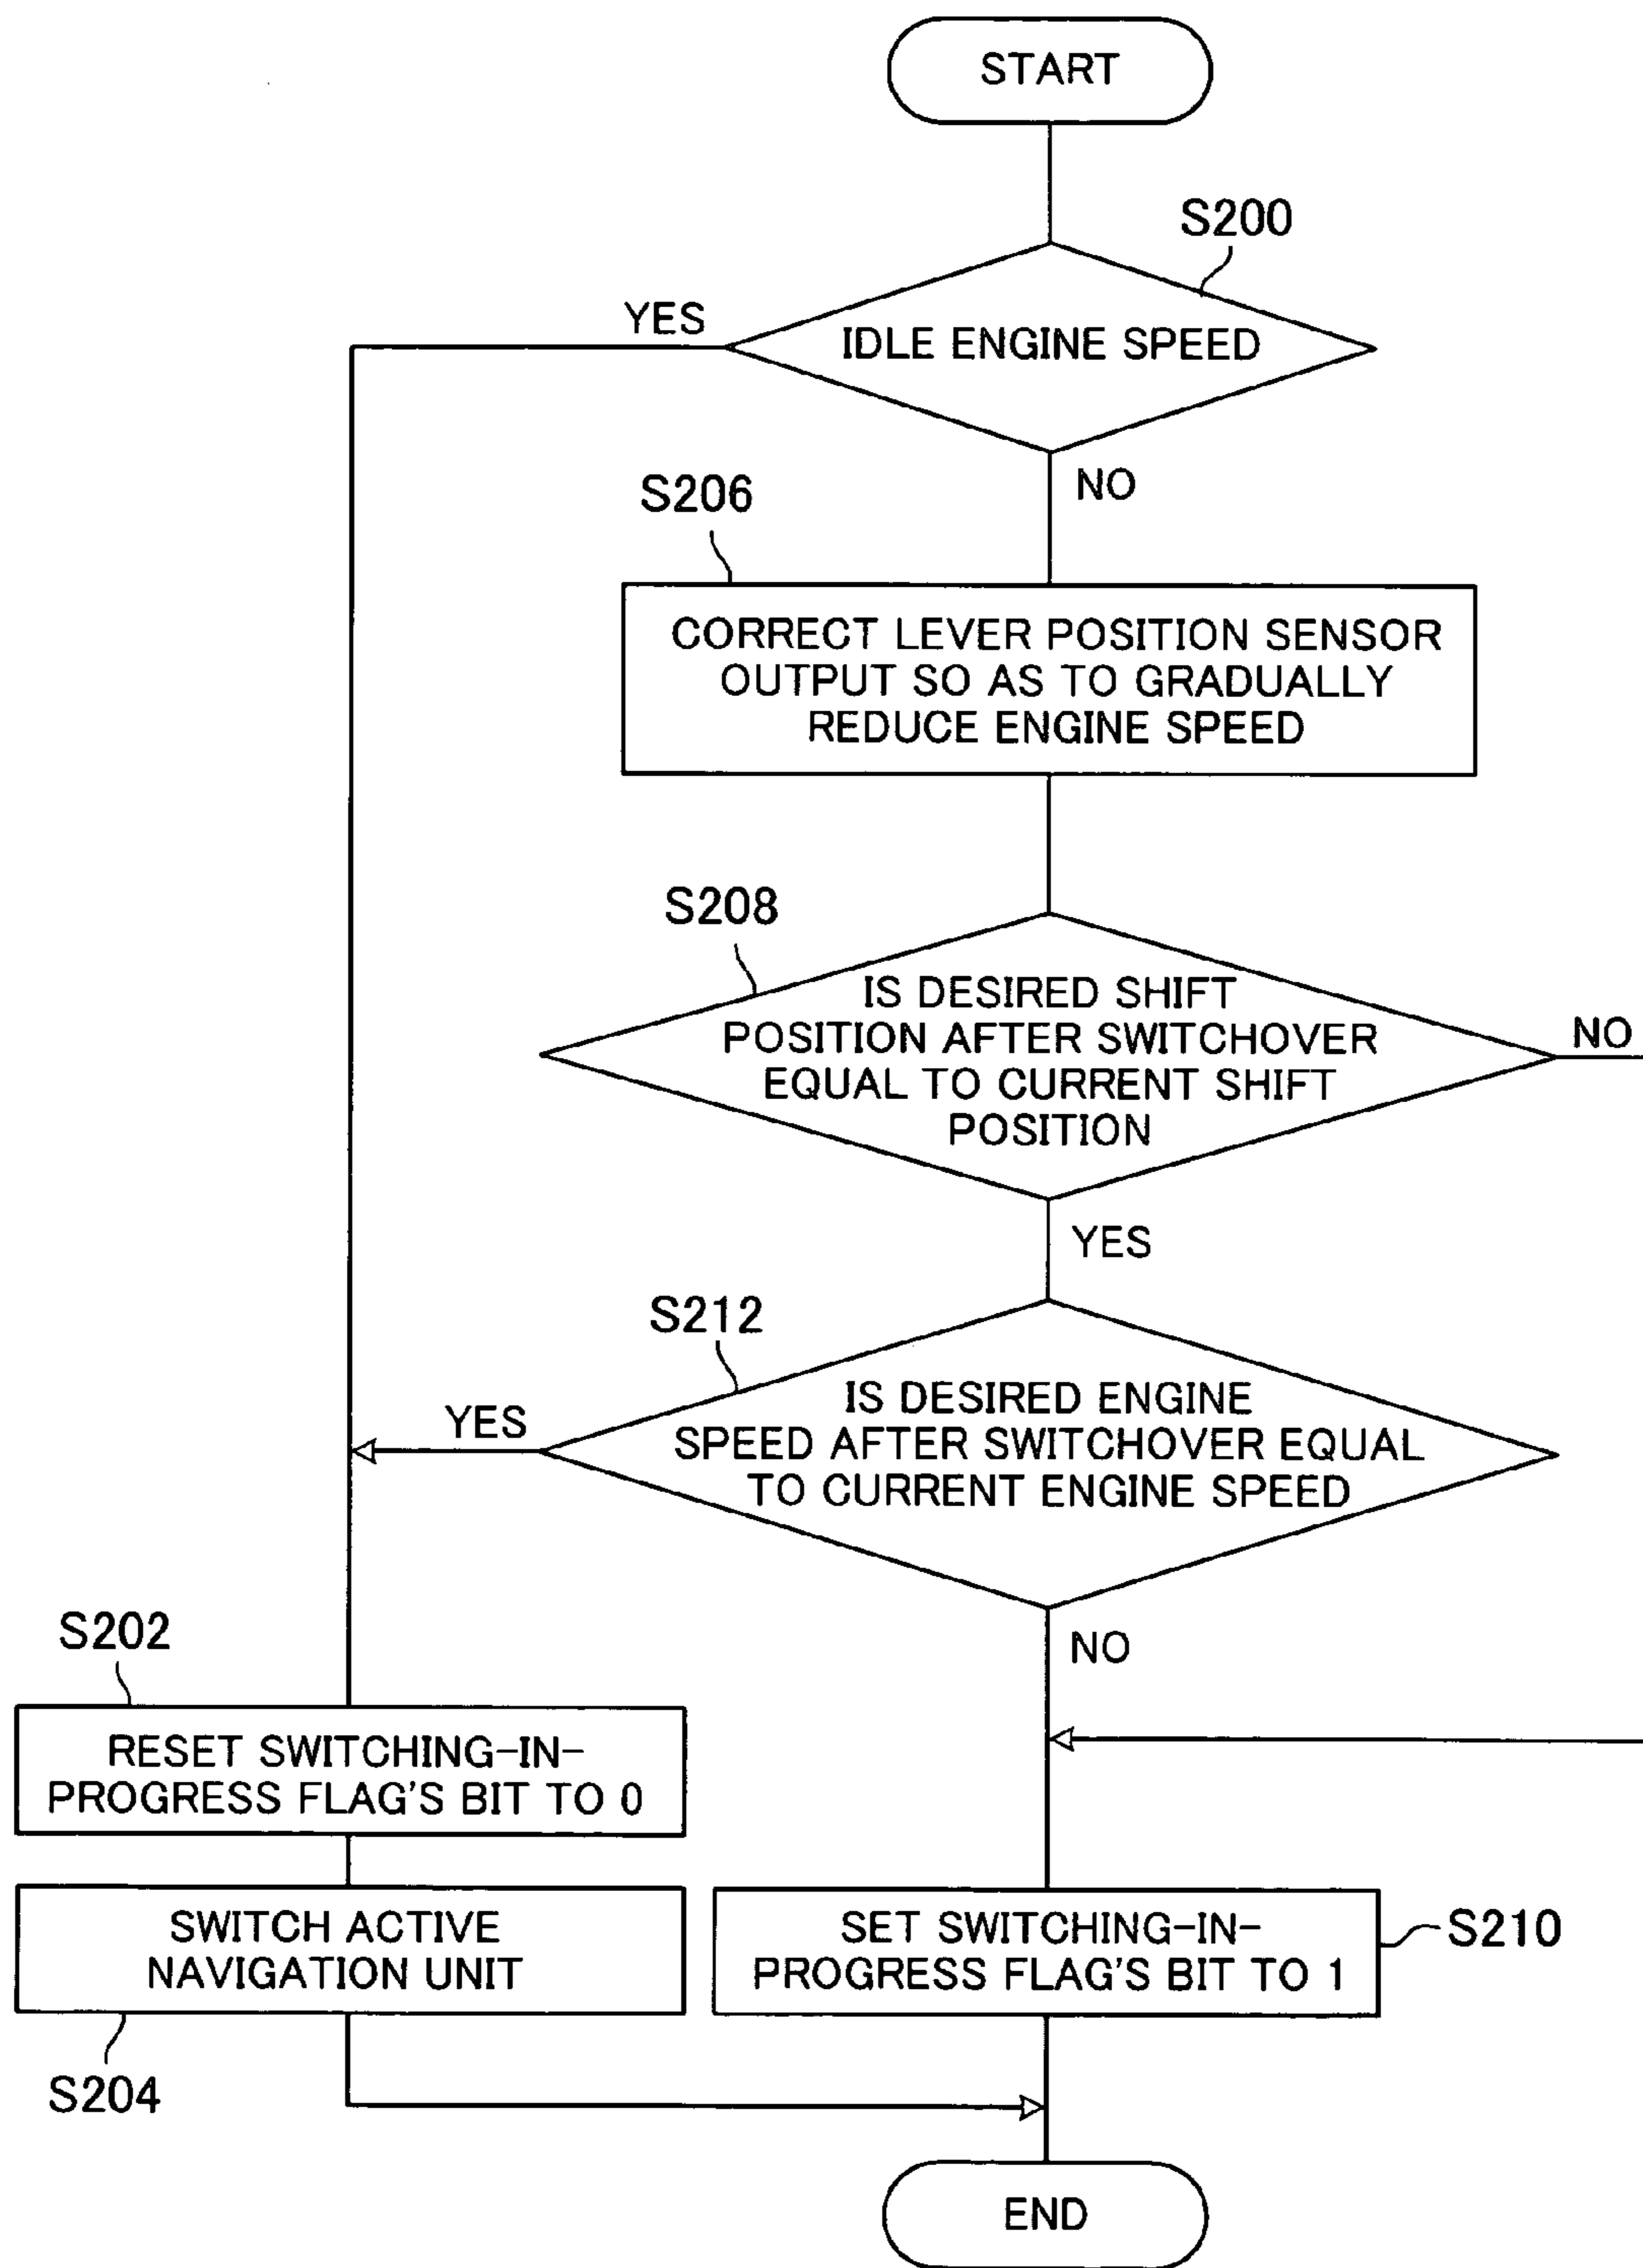 START
S200
YES
IDLE ENGINE SPEED
NO
S206
CORRECT LEVER POSITION SENSOR
OUTPUT SO AS TO GRADUALLY
REDUCE ENGINE SPEED
S208
IS DESIRED SHIFT
POSITION AFTER SWITCHOVER
EQUAL TO CURRENT SHIFT
POSITION
NO
YES
S212
IS DESIRED ENGINE
SPEED AFTER SWITCHOVER EQUAL
TO CURRENT ENGINE SPEED
YES
NO
S202
RESET SWITCHING-IN-
PROGRESS FLAG'S BIT TO 0
SWITCH ACTIVE
NAVIGATION UNIT
S204
SET SWITCHING-IN-
PROGRESS FLAG'S BIT TO 1
S210
END